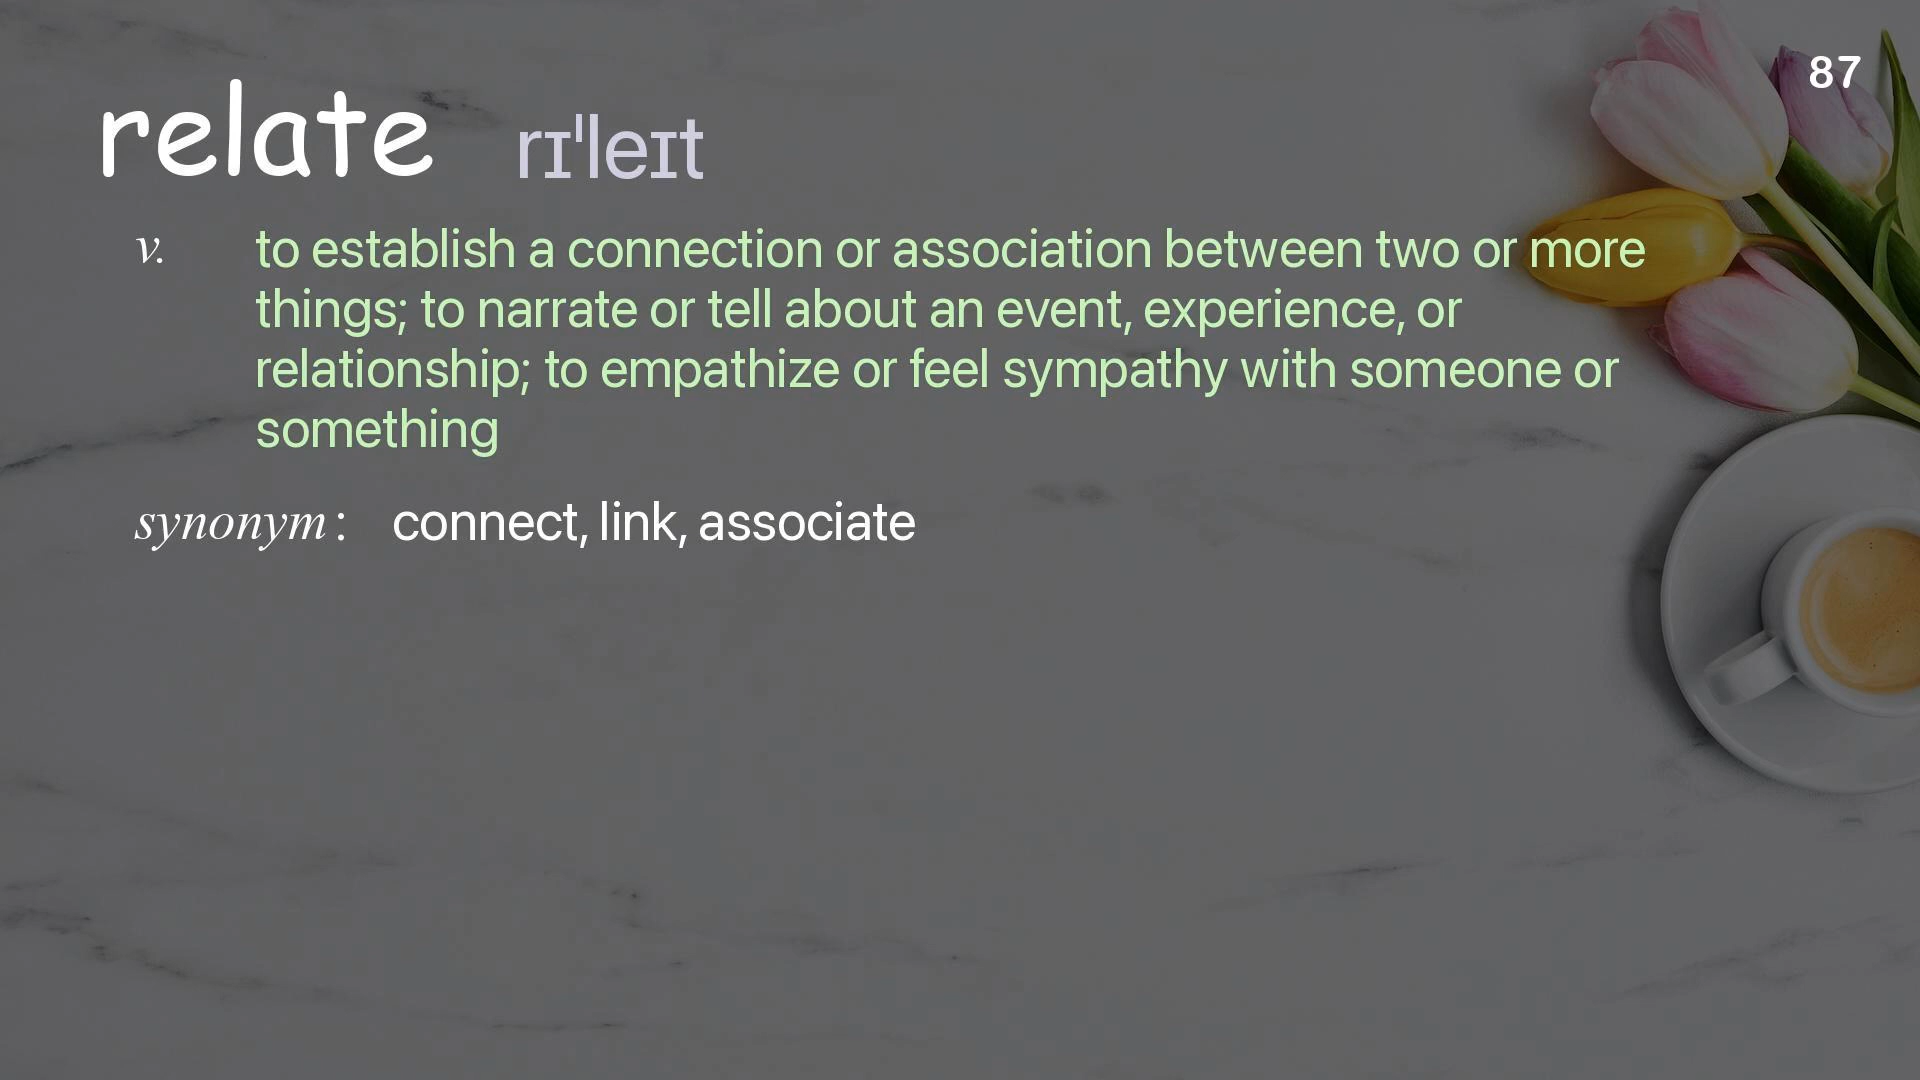 87
relate rɪˈleɪt
v. to establish a connection or association between two or more
things; to narrate or tell about an event, experience, or
relationship; to empathize or feel sympathy with someone or
something
synonym : connect, link, associate